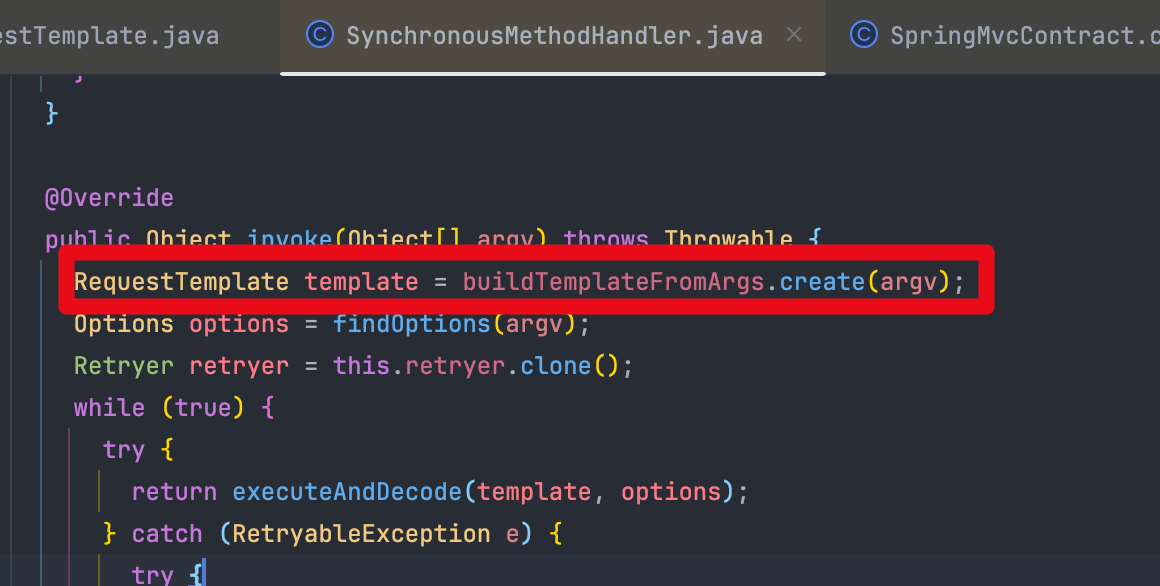 estTemplate.java
SynchronousMethodHandler.java
SpringMvcContract.c
}
}
@Override
public Object invoke(Object[] argv) throws Throwable {
RequestTemplate template = buildTemplateFromArgs.create(argv);
Options options = findOptions(argv);
Retryer retryer = this.retryer.clone();
while (true) {
try {
return executeAndDecode(template, options);
} catch (RetryableException e) {
try {